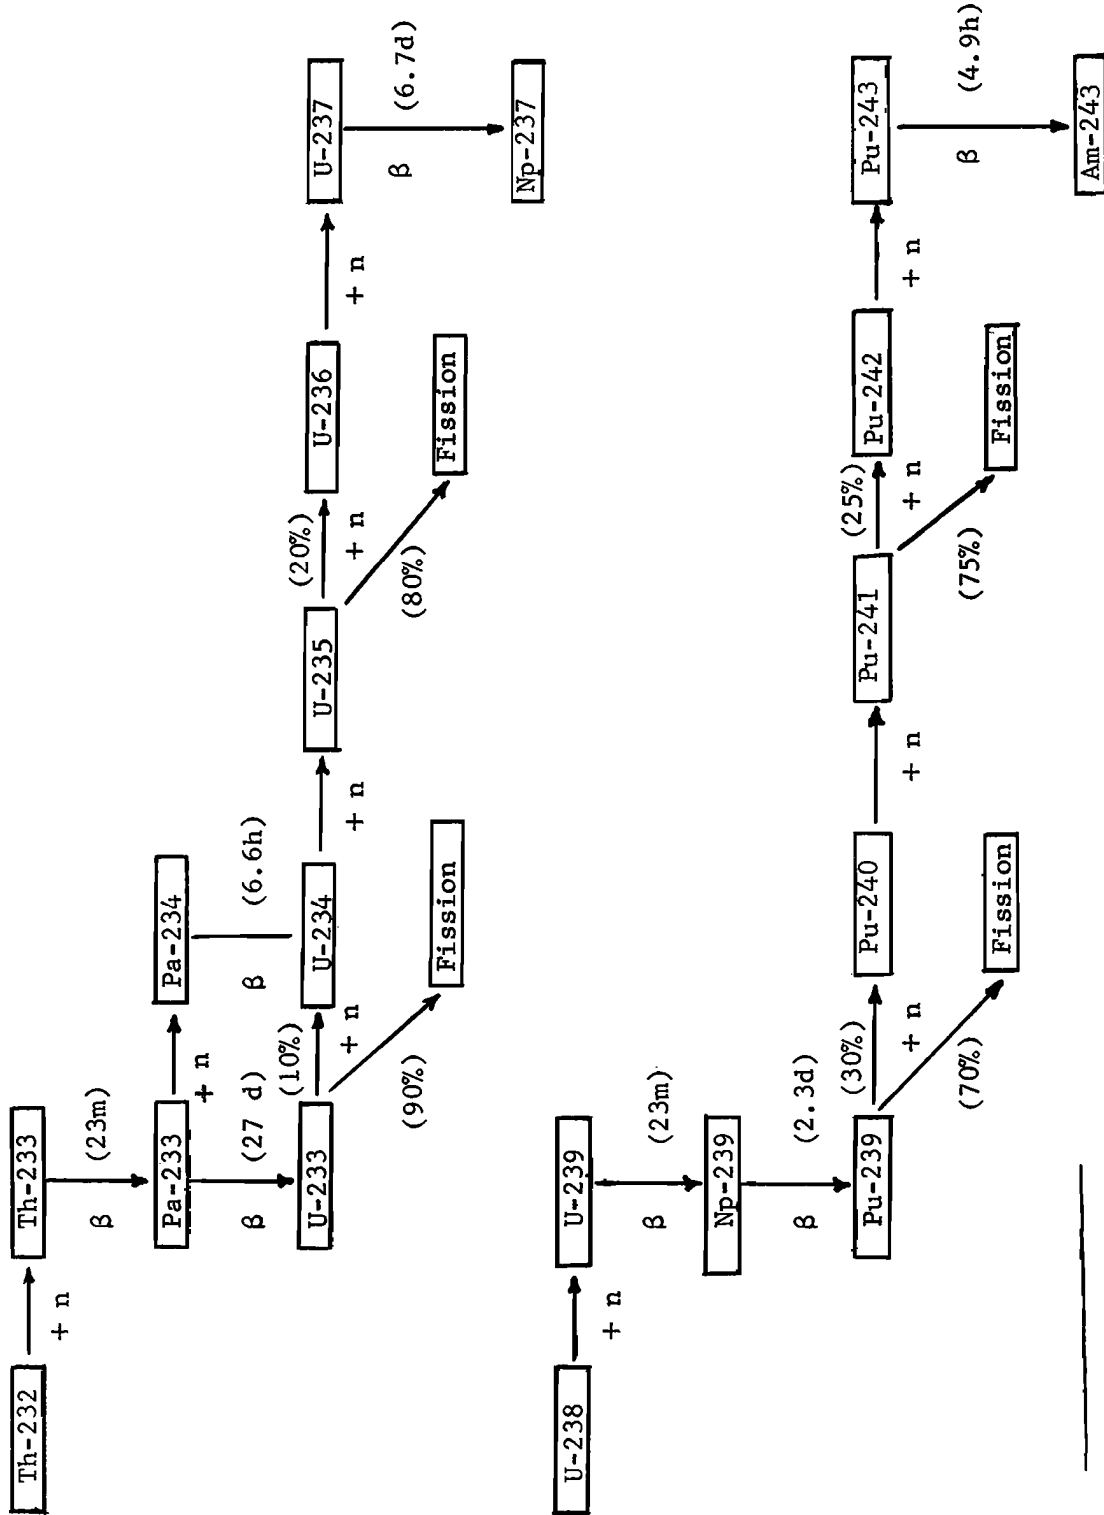 Th-232
+ n
Th-233
β
(23m)
Pa-233
+ n
Pa-234
β
(27 d)
β
(6.6h)
U-233
(10%)
+ n
U-234
+ n
U-235
(20%)
+ n
U-236
+ n
U-237
(90%)
Fission
(80%)
Fission
β
(6.7d)
Np-237
U-238
+ n
U-239
β
(23m)
Np-239
β
(2.3d)
Pu-239
(30%)
+ n
Pu-240
+ n
Pu-241
(25%)
+ n
Pu-242
+ n
Pu-243
(70%)
Fission
(75%)
Fission
β
(4.9h)
Am-243